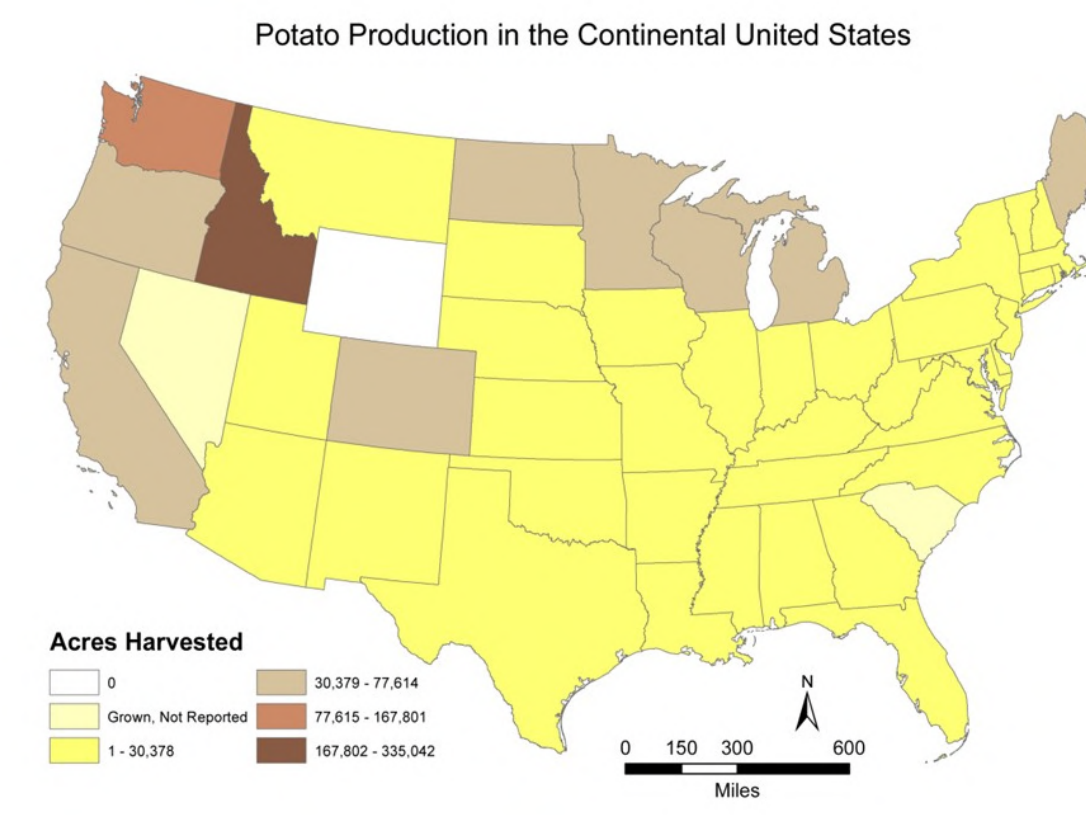 Potato Production in the Continental United States
Acres Harvested
0
Grown, Not Reported
1 - 30,378
30,379 - 77,614
77,615 - 167,801
167,802 - 335,042
N
0 150 300 600
Miles